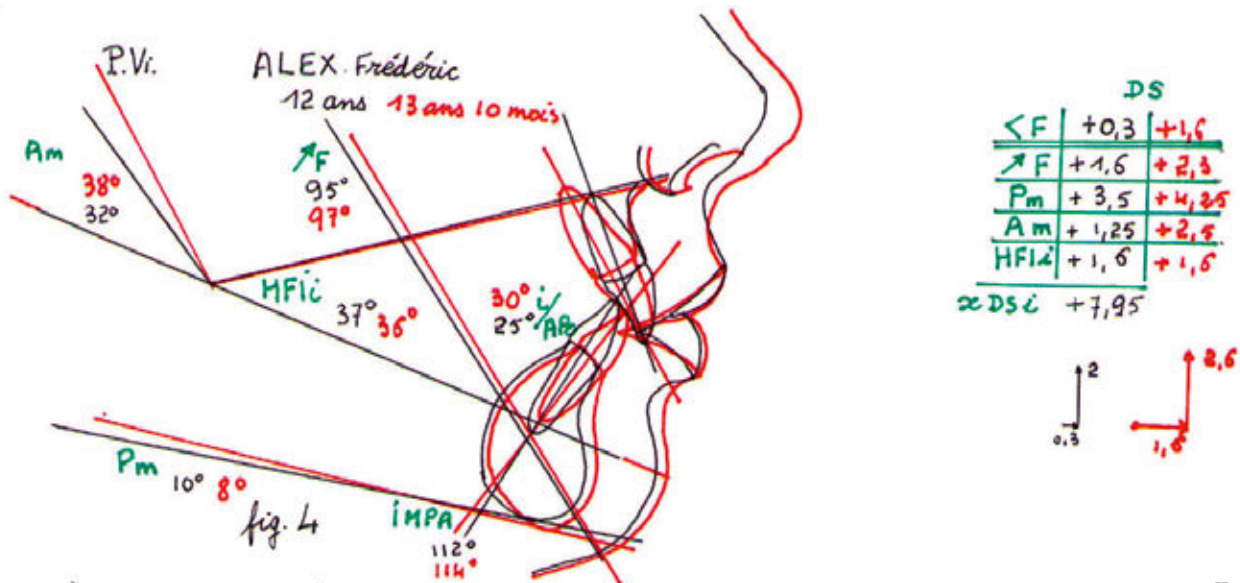 P.Vi. ALEX. Frédéric
12 ans 13 ans 10 mois
Am
38°
32°
↗F
95°
97°
HFIi
37° 36°
30° i/APo
25°
Pm
10° 8°
fig. 4
iMPA
112°
114°
DS
<F +0,3 +1,6
↗F +1,6 +2,3
Pm +3,5 +4,25
Am +1,25 +2,5
HFIi +1,6 +1,6
DSi +7,95
2
0,3
2,6
1,6